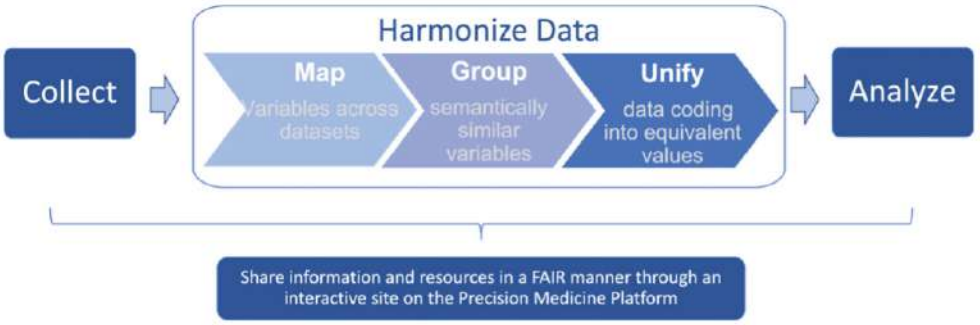 Harmonize Data
Collect
Map
Variables across
datasets
Group
semantically
similar
variables
Unify
data coding
into equivalent
values
Analyze
Share information and resources in a FAIR manner through an
interactive site on the Precision Medicine Platform